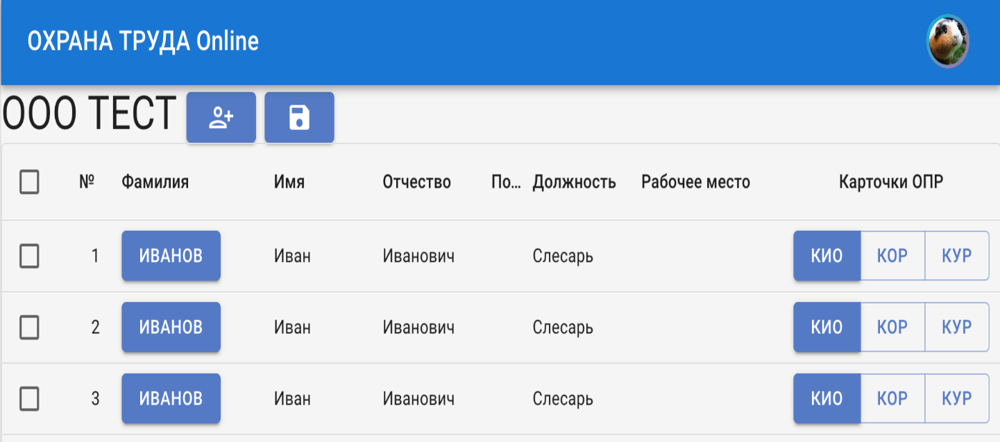 ОХРАНА ТРУДА Online
ООО ТЕСТ
№ Фамилия Имя Отчество По... Должность Рабочее место Карточки ОПР
1 ИВАНОВ Иван Иванович Слесарь КИО КОР КУР
2 ИВАНОВ Иван Иванович Слесарь КИО КОР КУР
3 ИВАНОВ Иван Иванович Слесарь КИО КОР КУР